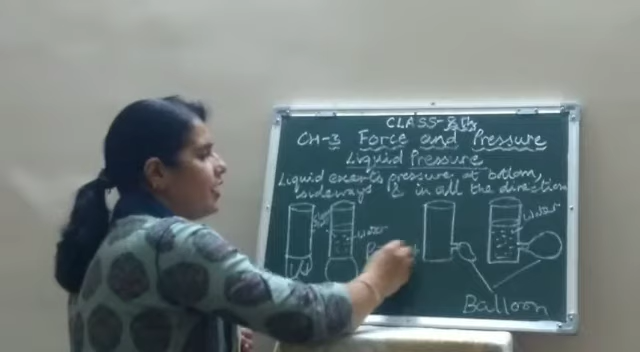 CLASS-8th
CH-3 Force and Pressure
Liquid Pressure
Liquid exerts pressure at bottom,
sideways & in all the direction
Water
Water
Balloon